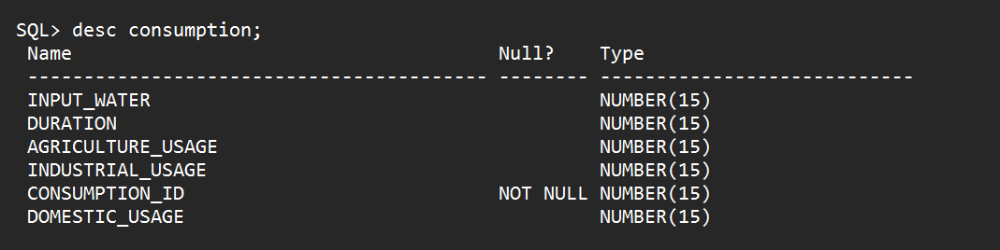 SQL> desc consumption;
Name Null? Type
----------------------------------------- -------- ----------------------------
INPUT_WATER NUMBER(15)
DURATION NUMBER(15)
AGRICULTURE_USAGE NUMBER(15)
INDUSTRIAL_USAGE NUMBER(15)
CONSUMPTION_ID NOT NULL NUMBER(15)
DOMESTIC_USAGE NUMBER(15)